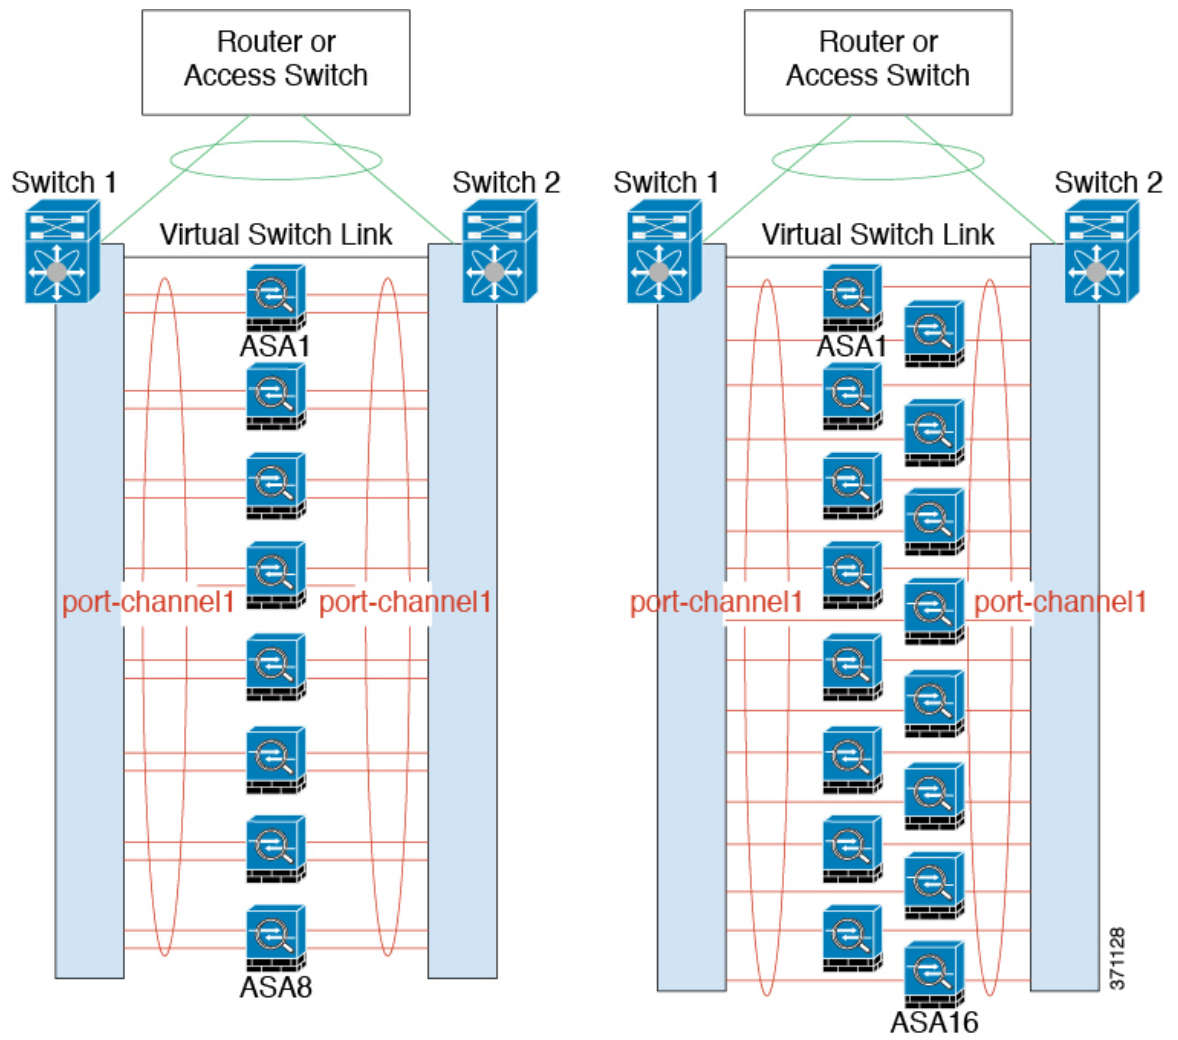 Router or
Access Switch
Switch 1
Switch 2
Virtual Switch Link
ASA1
port-channel1
port-channel1
ASA8
Router or
Access Switch
Switch 1
Switch 2
Virtual Switch Link
ASA1
port-channel1
port-channel1
ASA16
371128